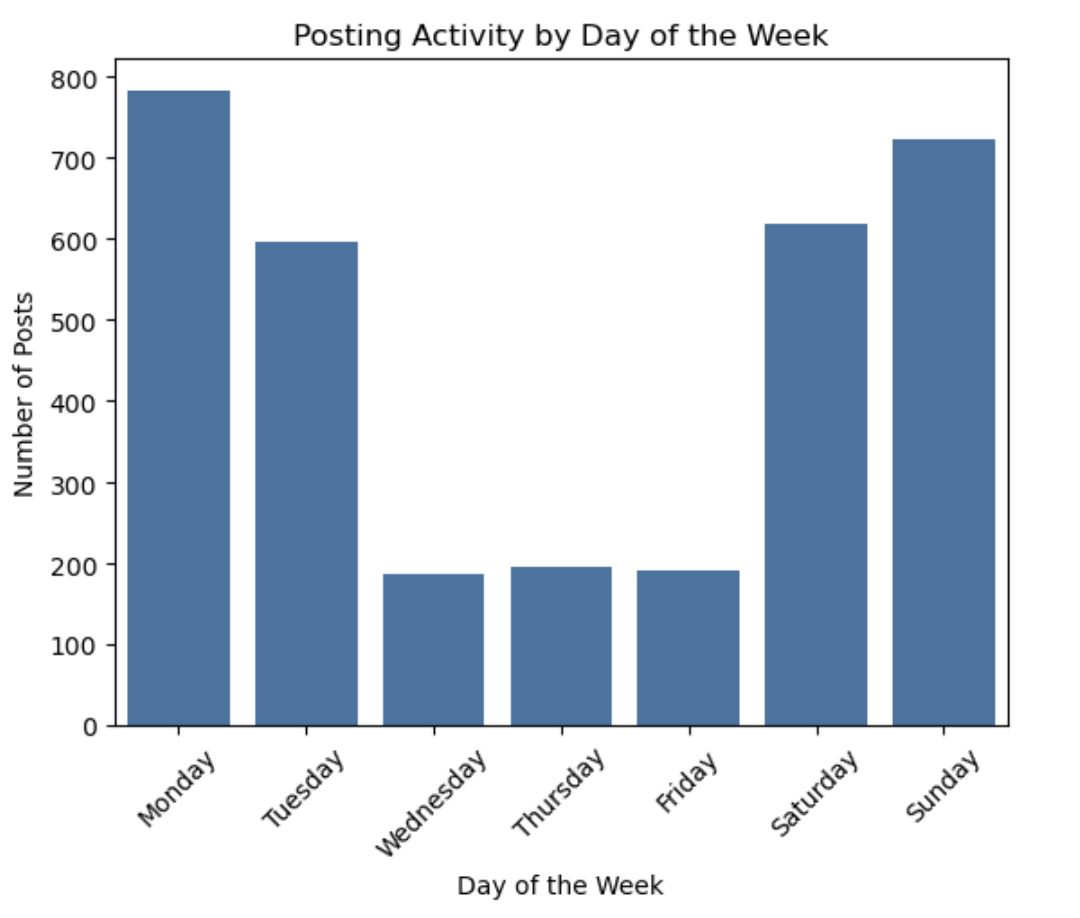 Posting Activity by Day of the Week
800
700
600
500
400
300
200
100
0
Number of Posts
Monday
Tuesday
Wednesday
Thursday
Friday
Saturday
Sunday
Day of the Week